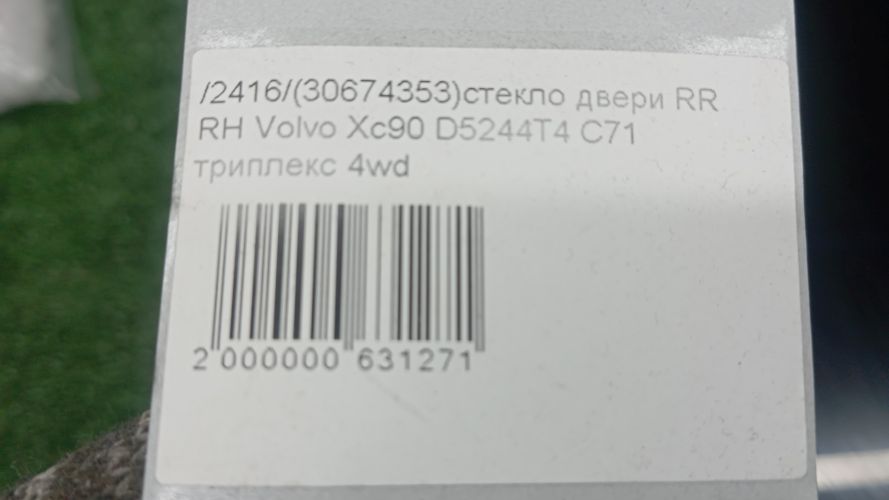 /2416/(30674353)стекло двери RR
RH Volvo Xc90 D5244T4 C71
триплекс 4wd
2 000000 631271